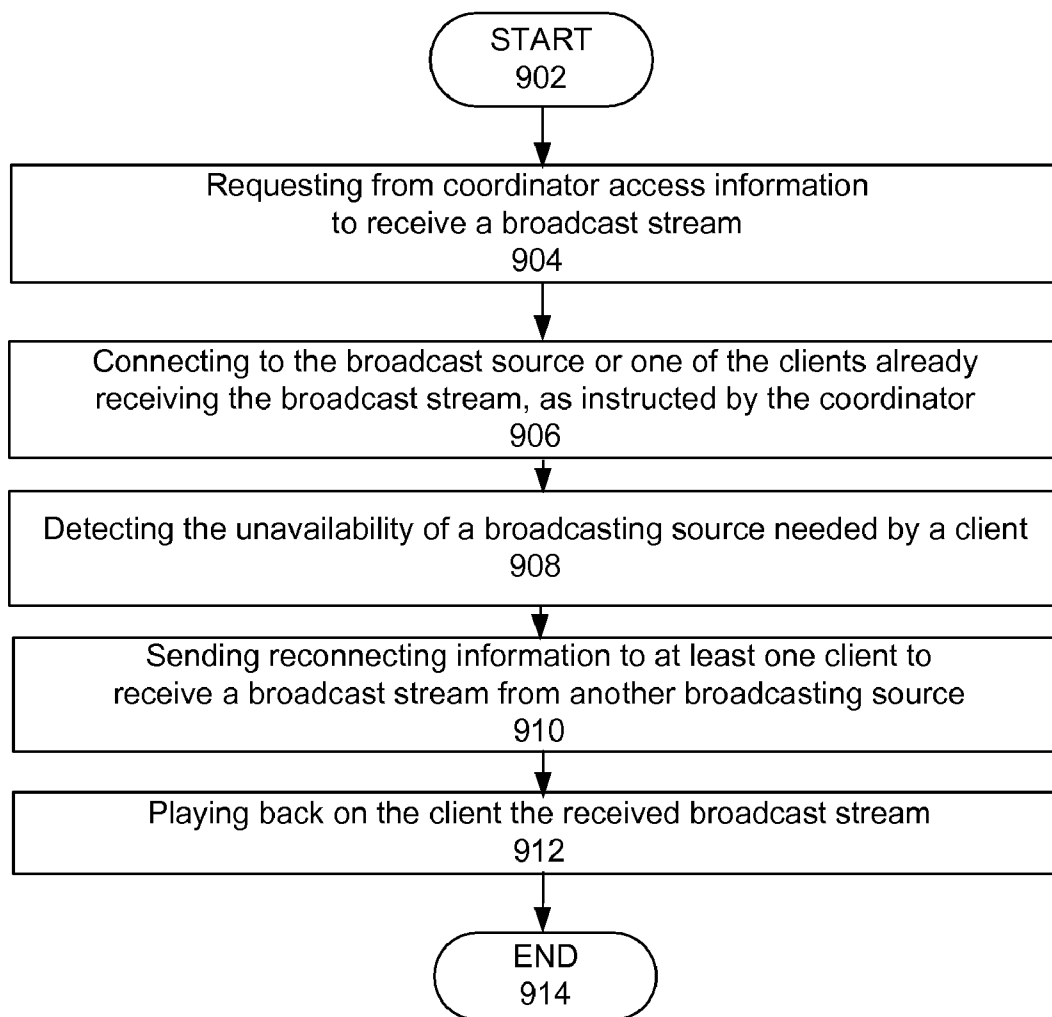 START
902
Requesting from coordinator access information
to receive a broadcast stream
904
Connecting to the broadcast source or one of the clients already
receiving the broadcast stream, as instructed by the coordinator
906
Detecting the unavailability of a broadcasting source needed by a client
908
Sending reconnecting information to at least one client to
receive a broadcast stream from another broadcasting source
910
Playing back on the client the received broadcast stream
912
END
914